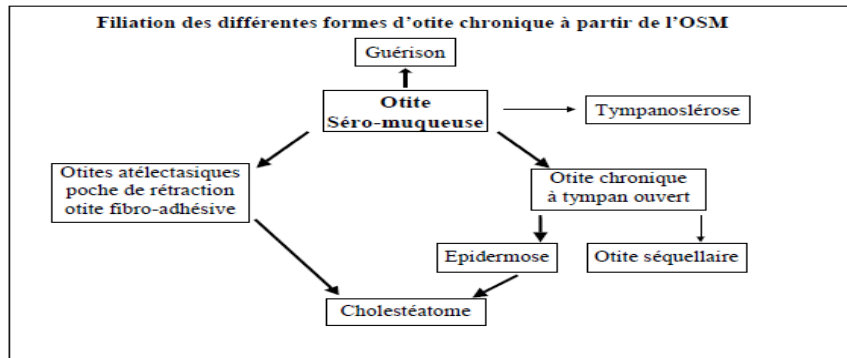 Filiation des différentes formes d'otite chronique à partir de l'OSM
Guérison
Otite
Séro-muqueuse
Tympanoslérose
Otites atélectasiques
poche de rétraction
otite fibro-adhésive
Otite chronique
à tympan ouvert
Epidermose
Otite séquellaire
Cholestéatome